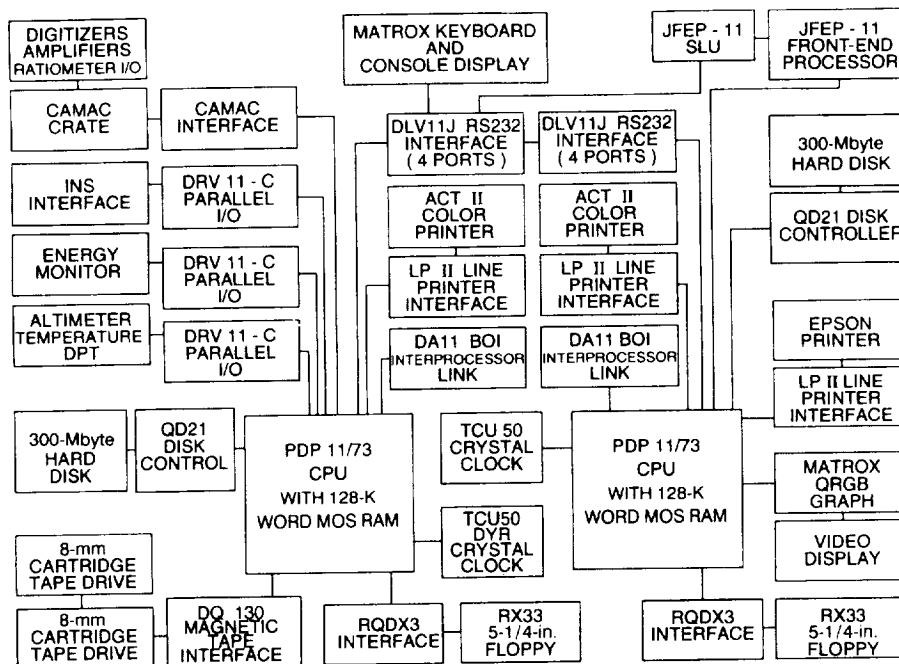 DIGITIZERS
AMPLIFIERS
RATIOMETER I/O
MATROX KEYBOARD
AND
CONSOLE DISPLAY
JFEP - 11
SLU
JFEP - 11
FRONT-END
PROCESSOR
CAMAC
CRATE
CAMAC
INTERFACE
DLV11J RS232
INTERFACE
( 4 PORTS )
DLV11J RS232
INTERFACE
( 4 PORTS )
300-Mbyte
HARD DISK
INS
INTERFACE
DRV 11 - C
PARALLEL
I/O
ACT II
COLOR
PRINTER
ACT II
COLOR
PRINTER
QD21 DISK
CONTROLLER
ENERGY
MONITOR
DRV 11 - C
PARALLEL
I/O
LP II LINE
PRINTER
INTERFACE
LP II LINE
PRINTER
INTERFACE
ALTIMETER
TEMPERATURE
DPT
DRV 11 - C
PARALLEL
I/O
DA11 BOI
INTERPROCESSOR
LINK
DA11 BOI
INTERPROCESSOR
LINK
EPSON
PRINTER
LP II LINE
PRINTER
INTERFACE
300-Mbyte
HARD
DISK
QD21
DISK
CONTROL
PDP 11/73
CPU
WITH 128-K
WORD MOS RAM
TCU 50
CRYSTAL
CLOCK
PDP 11/73
CPU
WITH 128-K
WORD MOS RAM
MATROX
QRGB
GRAPH
TCU50
DYR
CRYSTAL
CLOCK
VIDEO
DISPLAY
8-mm
CARTRIDGE
TAPE DRIVE
8-mm
CARTRIDGE
TAPE DRIVE
DQ 130
MAGNETIC
TAPE
INTERFACE
RQDX3
INTERFACE
RX33
5-1/4-in.
FLOPPY
RQDX3
INTERFACE
RX33
5-1/4-in.
FLOPPY